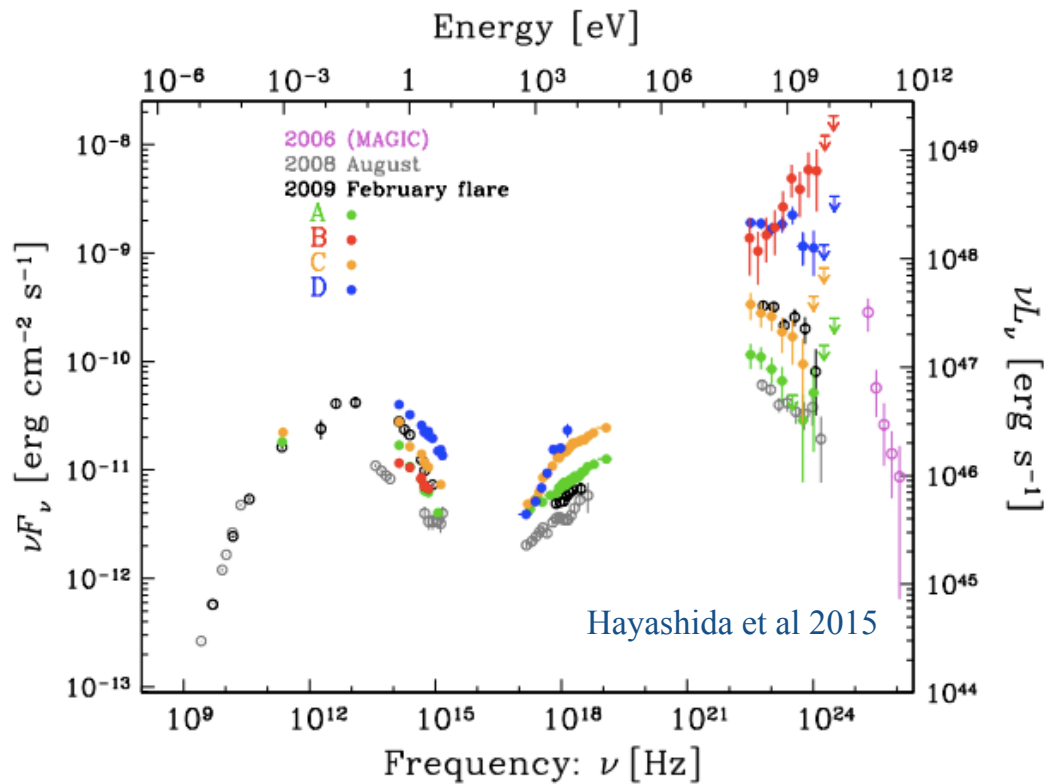 Energy [eV]
10⁻⁶ 10⁻³ 1 10³ 10⁶ 10⁹ 10¹²
2006 (MAGIC)
2008 August
2009 February flare
A
B
C
D
νFν [erg cm⁻² s⁻¹]
10⁻⁸
10⁻⁹
10⁻¹⁰
10⁻¹¹
10⁻¹²
10⁻¹³
νLν [erg s⁻¹]
10⁴⁹
10⁴⁸
10⁴⁷
10⁴⁶
10⁴⁵
10⁴⁴
Hayashida et al 2015
10⁹ 10¹² 10¹⁵ 10¹⁸ 10²¹ 10²⁴
Frequency: ν [Hz]